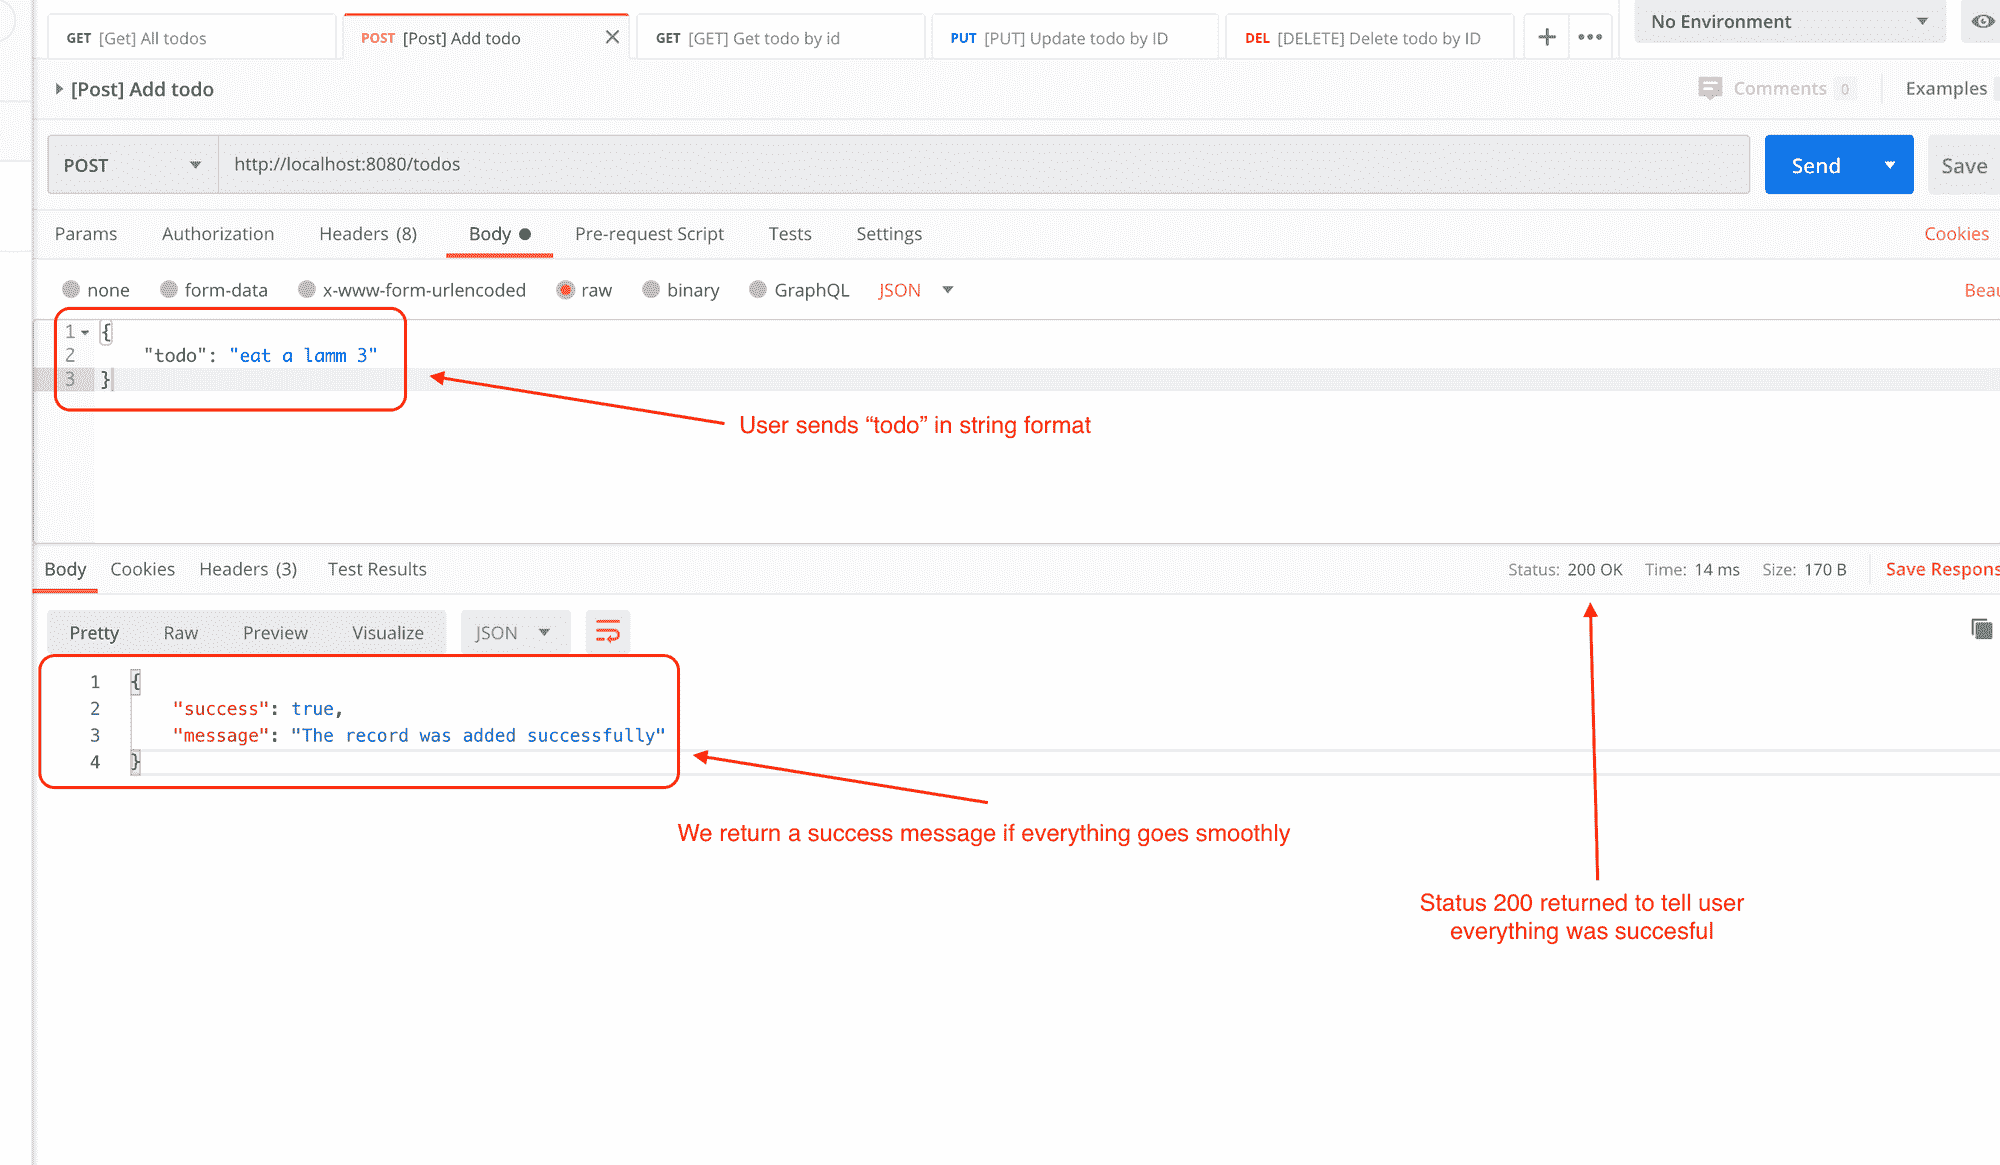 GET [Get] All todos POST [Post] Add todo GET [GET] Get todo by id PUT [PUT] Update todo by ID DEL [DELETE] Delete todo by ID No Environment
[Post] Add todo Comments 0 Examples
POST http://localhost:8080/todos Send Save
Params Authorization Headers (8) Body Pre-request Script Tests Settings Cookies
none form-data x-www-form-urlencoded raw binary GraphQL JSON Beau
1 {
2 "todo": "eat a lamm 3"
3 }
User sends “todo” in string format
Body Cookies Headers (3) Test Results Status: 200 OK Time: 14 ms Size: 170 B Save Respons
Pretty Raw Preview Visualize JSON
1 {
2 "success": true,
3 "message": "The record was added successfully"
4 }
We return a success message if everything goes smoothly
Status 200 returned to tell user
everything was succesful